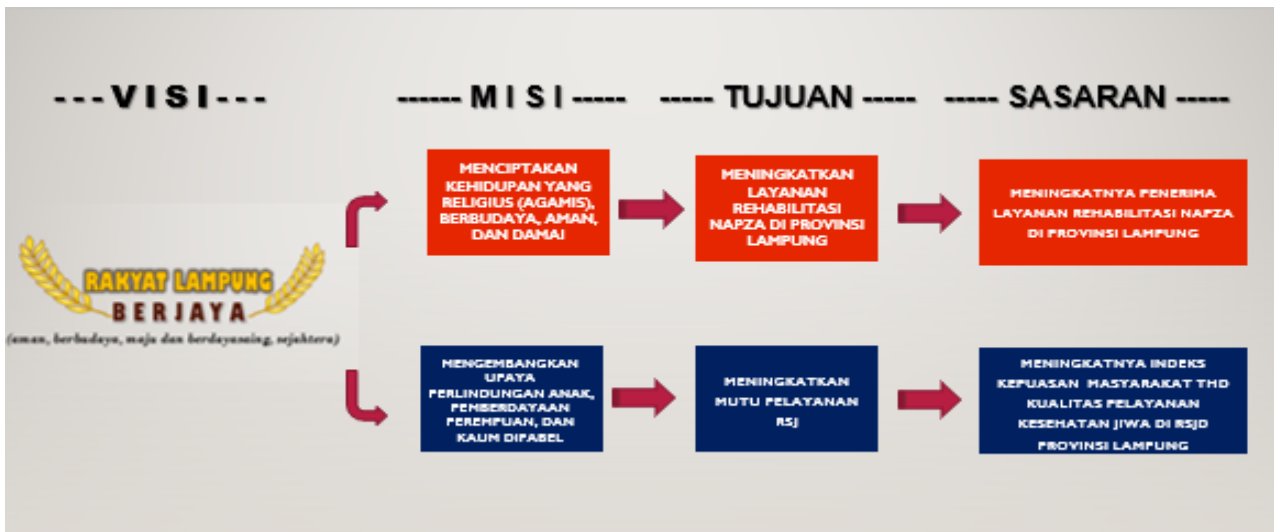 ---VISI---
------ MISI-----
----- TUJUAN -----
----- SASARAN -----
RAKYAT LAMPUNG
BERJAYA
(aman, berbudaya, maju dan berdayasaing, sejahtera)
MENCIPTAKAN
KEHIDUPAN YANG
RELIGIUS (AGAMIS),
BERBUDAYA, AMAN,
DAN DAMAI
MENINGKATKAN
LAYANAN
REHABILITASI
NAPZA DI PROVINSI
LAMPUNG
MENINGKATNYA PENERIMA
LAYANAN REHABILITASI NAPZA
DI PROVINSI LAMPUNG
MENGEMBANGKAN
UPAYA
PERLINDUNGAN ANAK,
PEMBERDAYAAN
PEREMPUAN, DAN
KAUM DIFABEL
MENINGKATKAN
MUTU PELAYANAN
RSJ
MENINGKATNYA INDEKS
KEPUASAN MASYARAKAT THD
KUALITAS PELAYANAN
KESEHATAN JIWA DI RSJD
PROVINSI LAMPUNG